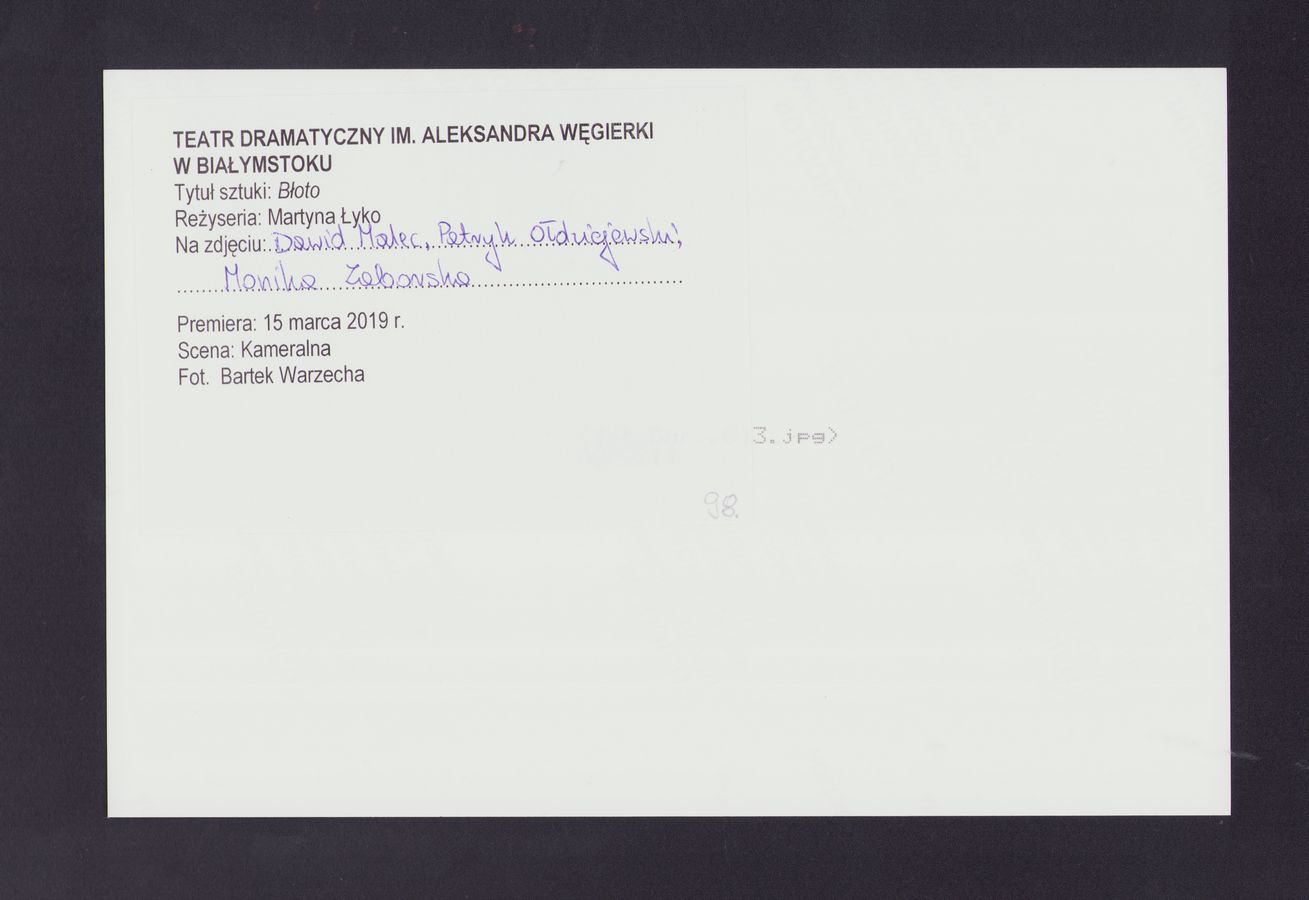 TEATR DRAMATYCZNY IM. ALEKSANDRA WĘGIERKI
W BIAŁYMSTOKU
Tytuł sztuki: Błoto
Reżyseria: Martyna Łyko
Na zdjęciu: Dawid Malec, Patryk Ołdziejewski,
Monika Zaborska
Premiera: 15 marca 2019 r.
Scena: Kameralna
Fot. Bartek Warzecha
3.jpg)
98.